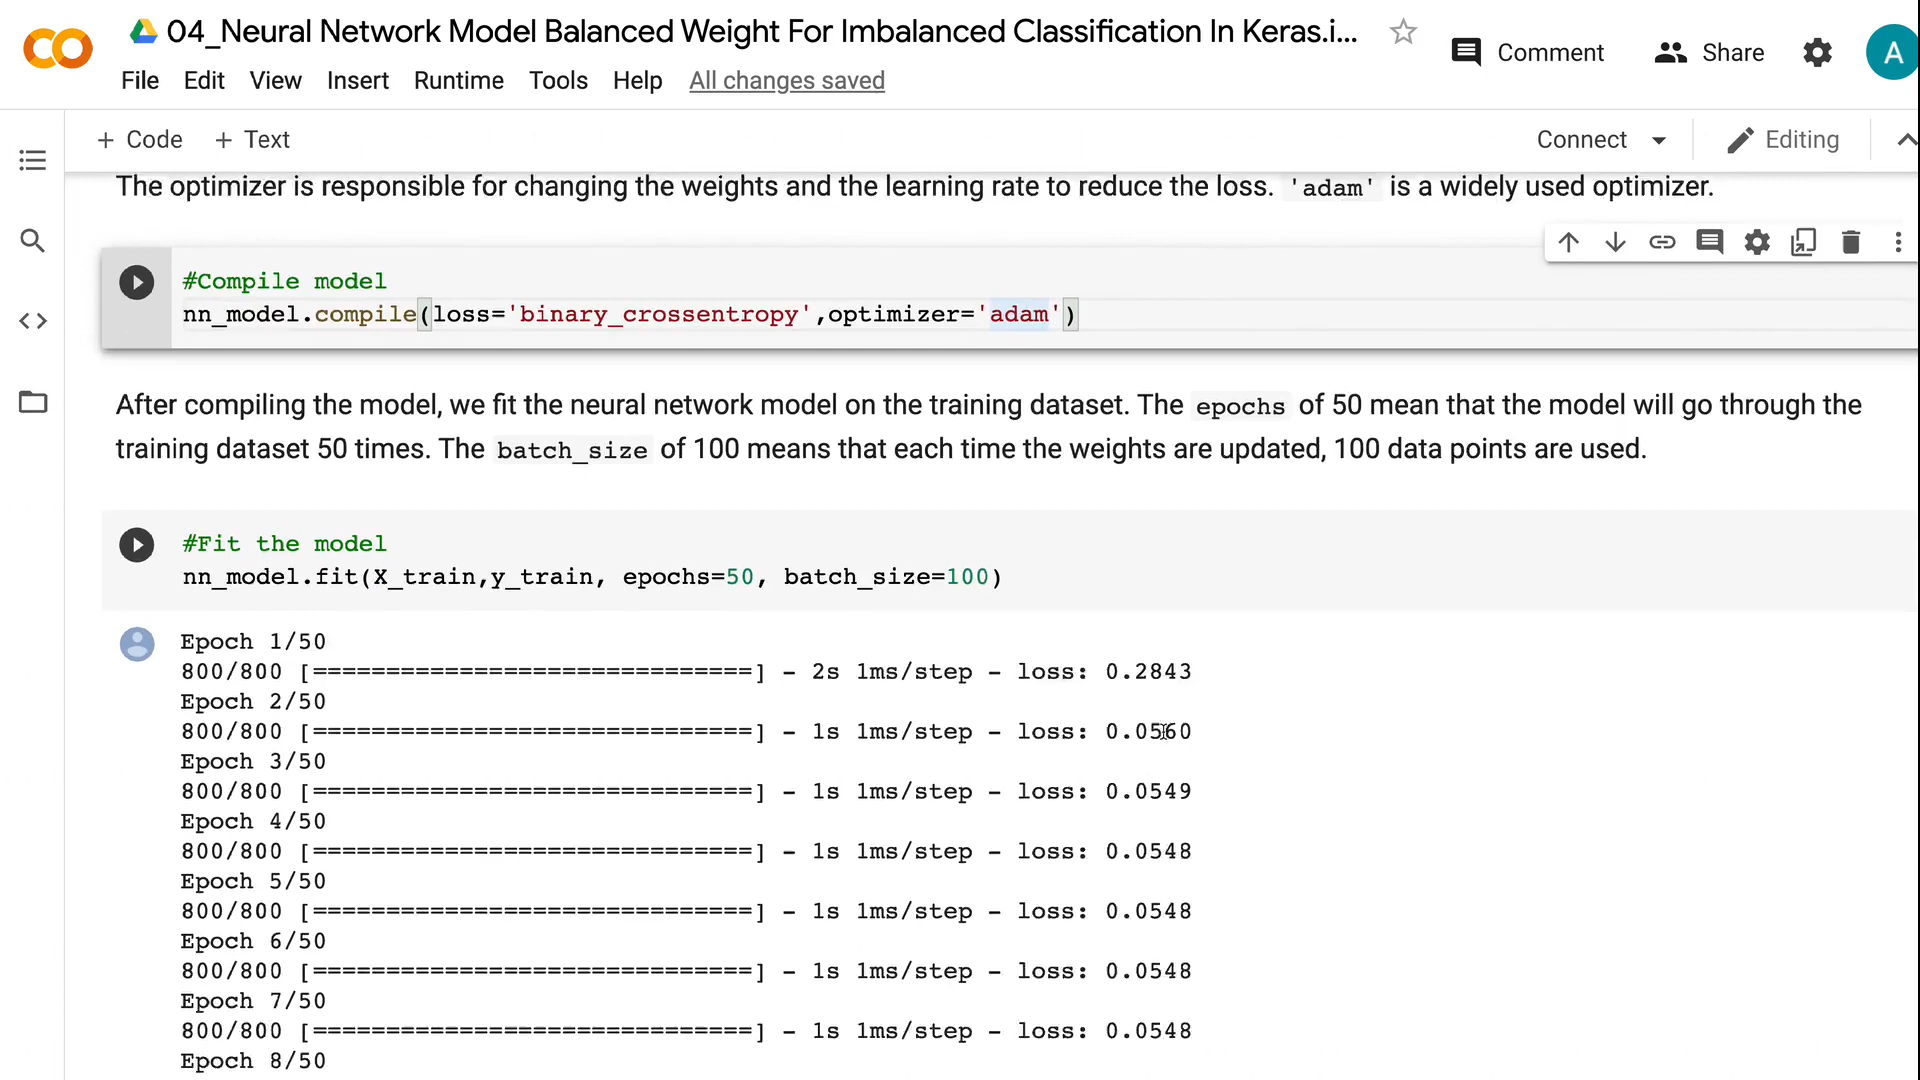 04_Neural Network Model Balanced Weight For Imbalanced Classification In Keras.i...
Comment
Share
A
File Edit View Insert Runtime Tools Help All changes saved
+ Code + Text
Connect
Editing
The optimizer is responsible for changing the weights and the learning rate to reduce the loss. 'adam' is a widely used optimizer.
#Compile model
nn_model.compile(loss='binary_crossentropy',optimizer='adam')
After compiling the model, we fit the neural network model on the training dataset. The epochs of 50 mean that the model will go through the
training dataset 50 times. The batch_size of 100 means that each time the weights are updated, 100 data points are used.
#Fit the model
nn_model.fit(X_train,y_train, epochs=50, batch_size=100)
Epoch 1/50
800/800 [==============================] - 2s 1ms/step - loss: 0.2843
Epoch 2/50
800/800 [==============================] - 1s 1ms/step - loss: 0.0560
Epoch 3/50
800/800 [==============================] - 1s 1ms/step - loss: 0.0549
Epoch 4/50
800/800 [==============================] - 1s 1ms/step - loss: 0.0548
Epoch 5/50
800/800 [==============================] - 1s 1ms/step - loss: 0.0548
Epoch 6/50
800/800 [==============================] - 1s 1ms/step - loss: 0.0548
Epoch 7/50
800/800 [==============================] - 1s 1ms/step - loss: 0.0548
Epoch 8/50